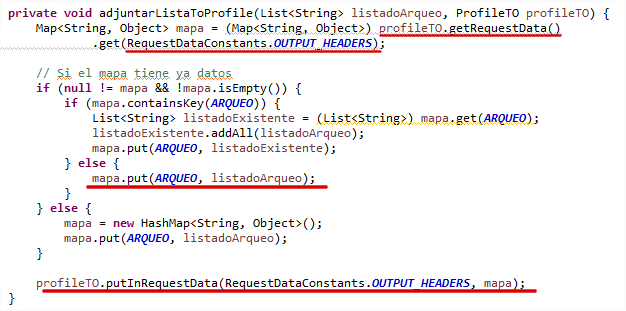 private void adjuntarListaToProfile(List<String> listadoArqueo, ProfileTO profileTO) {
    Map<String, Object> mapa = (Map<String, Object>) profileTO.getRequestData()
            .get(RequestDataConstants.OUTPUT_HEADERS);

    // Si el mapa tiene ya datos
    if (null != mapa && !mapa.isEmpty()) {
        if (mapa.containsKey(ARQUEO)) {
            List<String> listadoExistente = (List<String>) mapa.get(ARQUEO);
            listadoExistente.addAll(listadoArqueo);
            mapa.put(ARQUEO, listadoExistente);
        } else {
            mapa.put(ARQUEO, listadoArqueo);
        }
    } else {
        mapa = new HashMap<String, Object>();
        mapa.put(ARQUEO, listadoArqueo);
    }

    profileTO.putInRequestData(RequestDataConstants.OUTPUT_HEADERS, mapa);
}